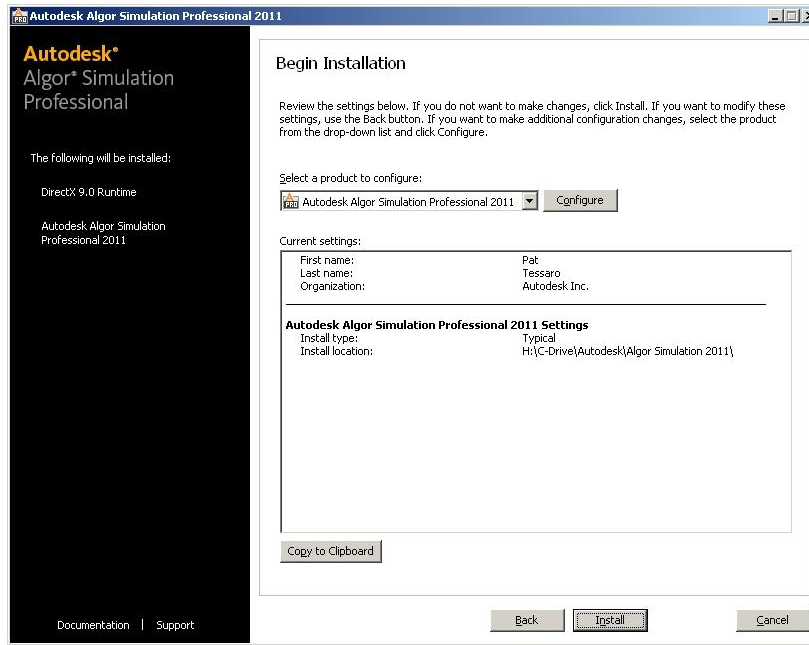 Autodesk Algor Simulation Professional 2011
Autodesk®
Algor® Simulation
Professional
The following will be installed:
DirectX 9.0 Runtime
Autodesk Algor Simulation
Professional 2011
Documentation | Support
Begin Installation
Review the settings below. If you do not want to make changes, click Install. If you want to modify these
settings, use the Back button. If you want to make additional configuration changes, select the product
from the drop-down list and click Configure.
Select a product to configure:
PRO Autodesk Algor Simulation Professional 2011 Configure
Current settings:
First name: Pat
Last name: Tessaro
Organization: Autodesk Inc.
Autodesk Algor Simulation Professional 2011 Settings
Install type: Typical
Install location: H:\C-Drive\Autodesk\Algor Simulation 2011\
Copy to Clipboard
Back Install Cancel